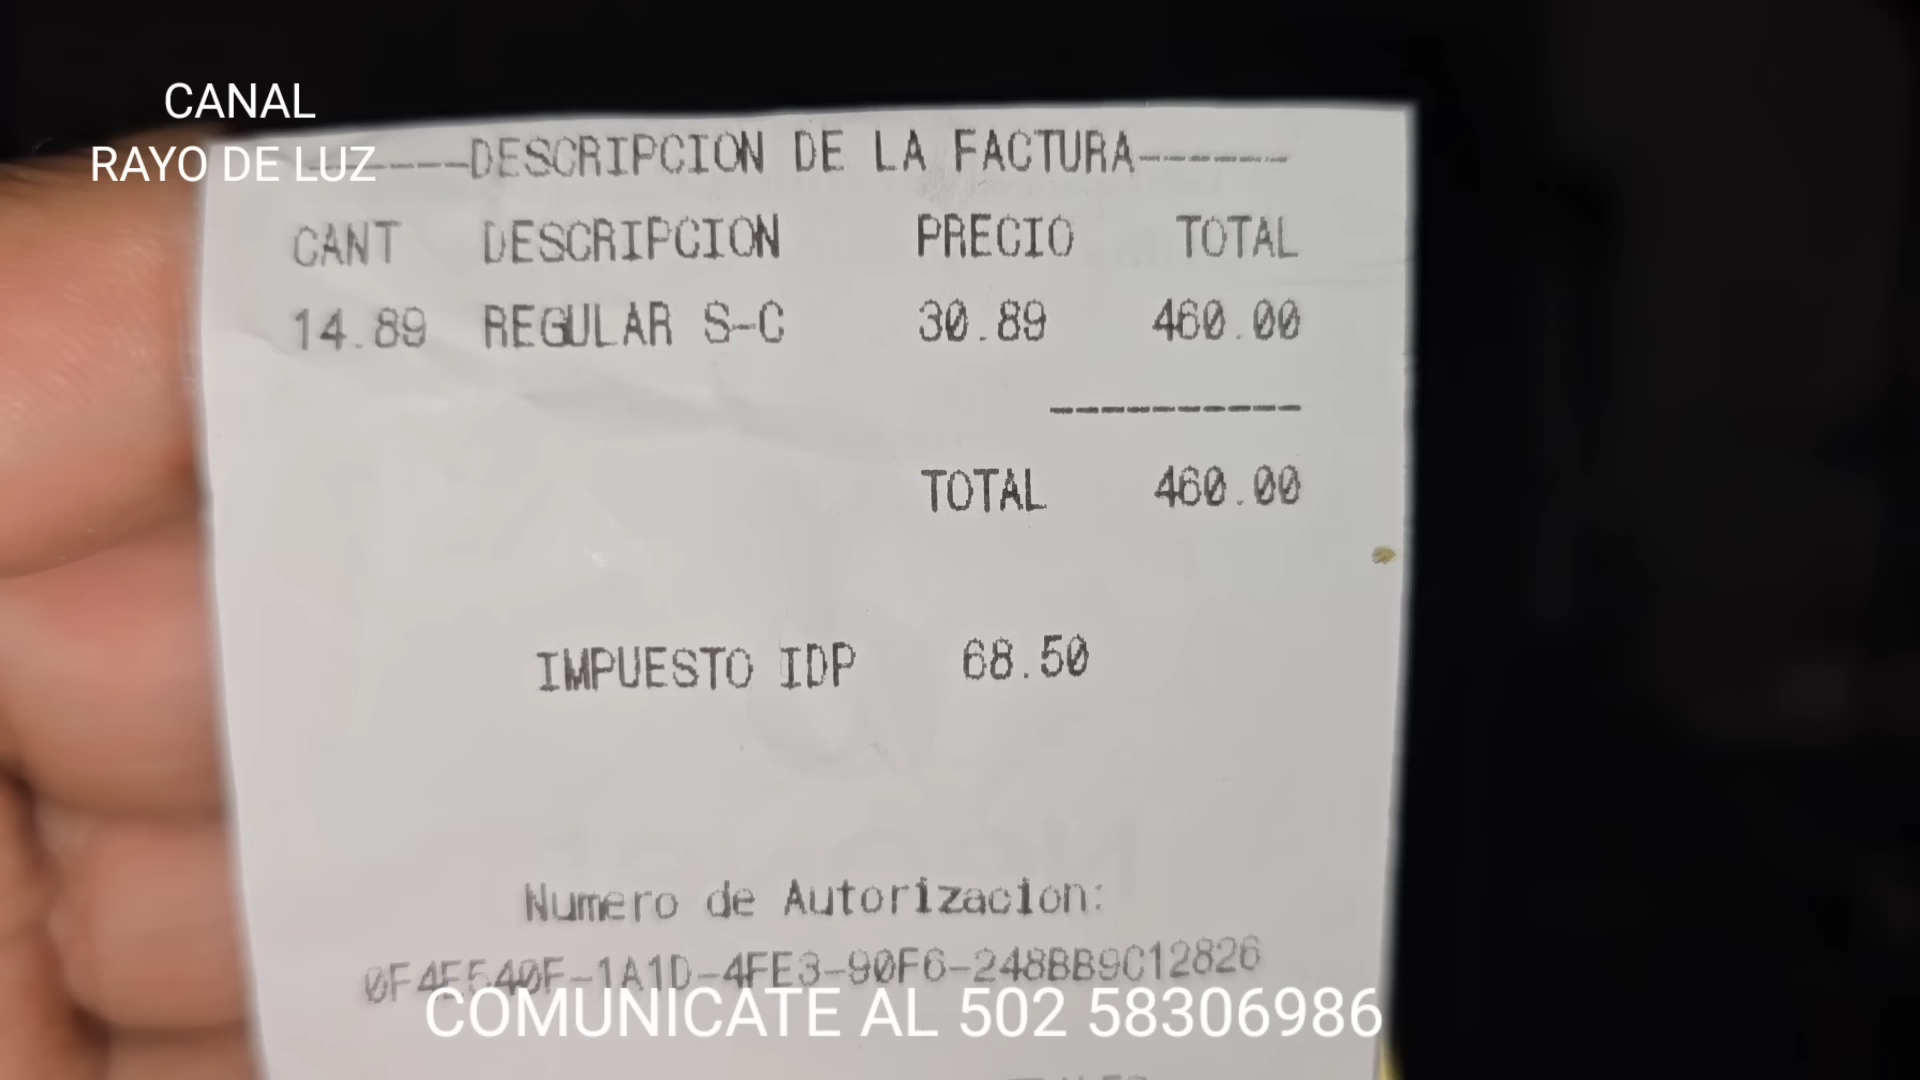 CANAL
RAYO DE LUZ
----DESCRIPCION DE LA FACTURA-------
CANT DESCRIPCION PRECIO TOTAL
14.89 REGULAR S-C 30.89 460.00
----------
TOTAL 460.00
IMPUESTO IDP 68.50
Numero de Autorizacion:
0F4E540F-1A1D-4FE3-90F6-248BB9C12826
COMUNICATE AL 502 58306986